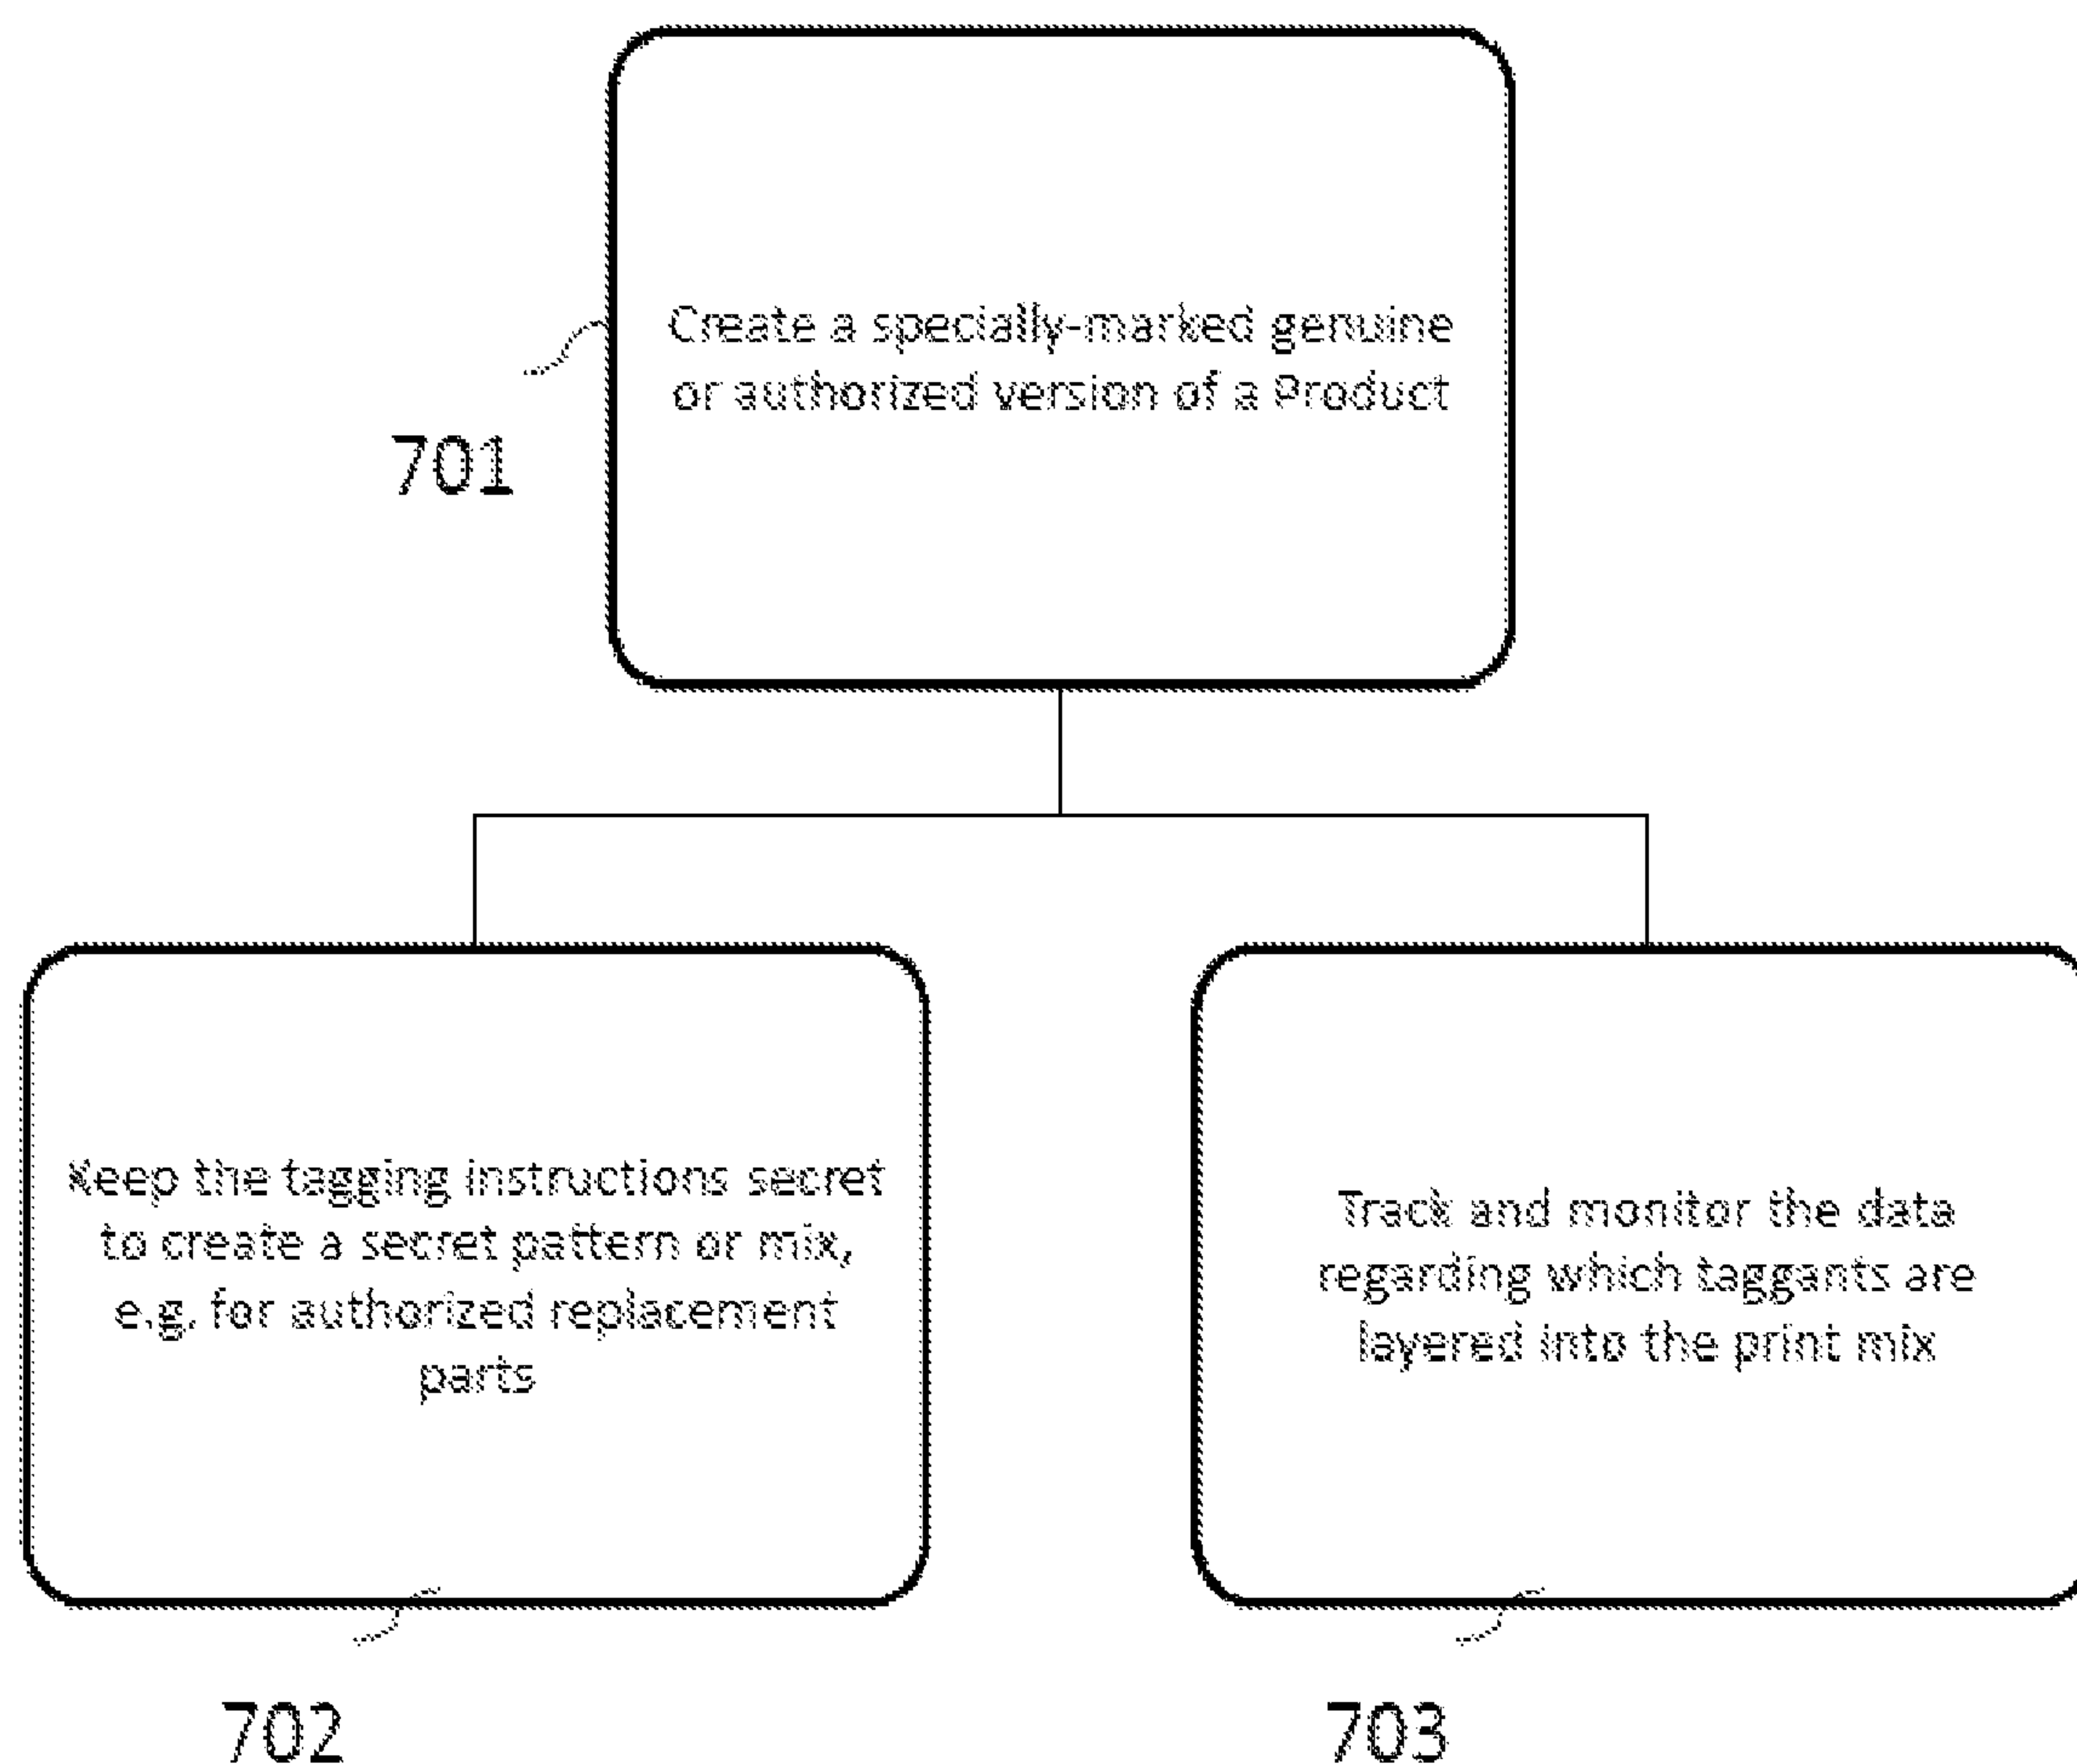 Create a specially-marked genuine
or authorized version of a Product
701
Keep the tagging instructions secret
to create a secret pattern or mix,
e.g. for authorized replacement
parts
702
Track and monitor the data
regarding which taggants are
layered into the print mix
703